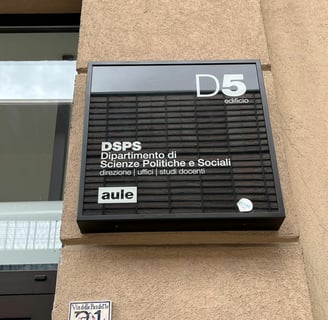 D5
edificio
DSPS
Dipartimento di
Scienze Politiche e Sociali
direzione | uffici | studi docenti
aule